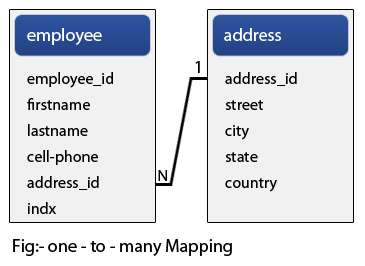 employee
employee_id
firstname
lastname
cell-phone
address_id
indx
N
1
address
address_id
street
city
state
country
Fig:- one - to - many Mapping